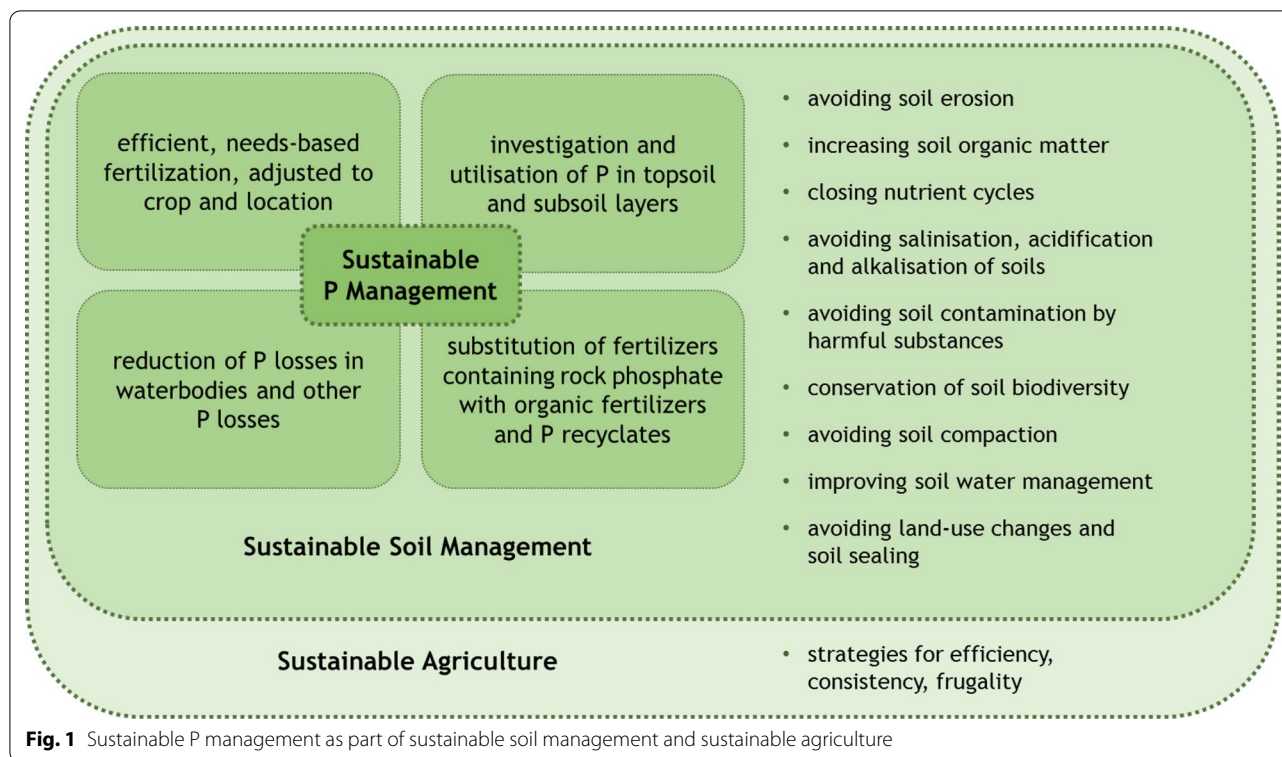 efficient, needs-based
fertilization, adjusted to
crop and location
investigation and
utilisation of P in topsoil
and subsoil layers
Sustainable
P Management
reduction of P losses in
waterbodies and other
P losses
substitution of fertilizers
containing rock phosphate
with organic fertilizers
and P recyclates
Sustainable Soil Management
• avoiding soil erosion
• increasing soil organic matter
• closing nutrient cycles
• avoiding salinisation, acidification
and alkalisation of soils
• avoiding soil contamination by
harmful substances
• conservation of soil biodiversity
• avoiding soil compaction
• improving soil water management
• avoiding land-use changes and
soil sealing
Sustainable Agriculture
• strategies for efficiency,
consistency, frugality
Fig. 1 Sustainable P management as part of sustainable soil management and sustainable agriculture